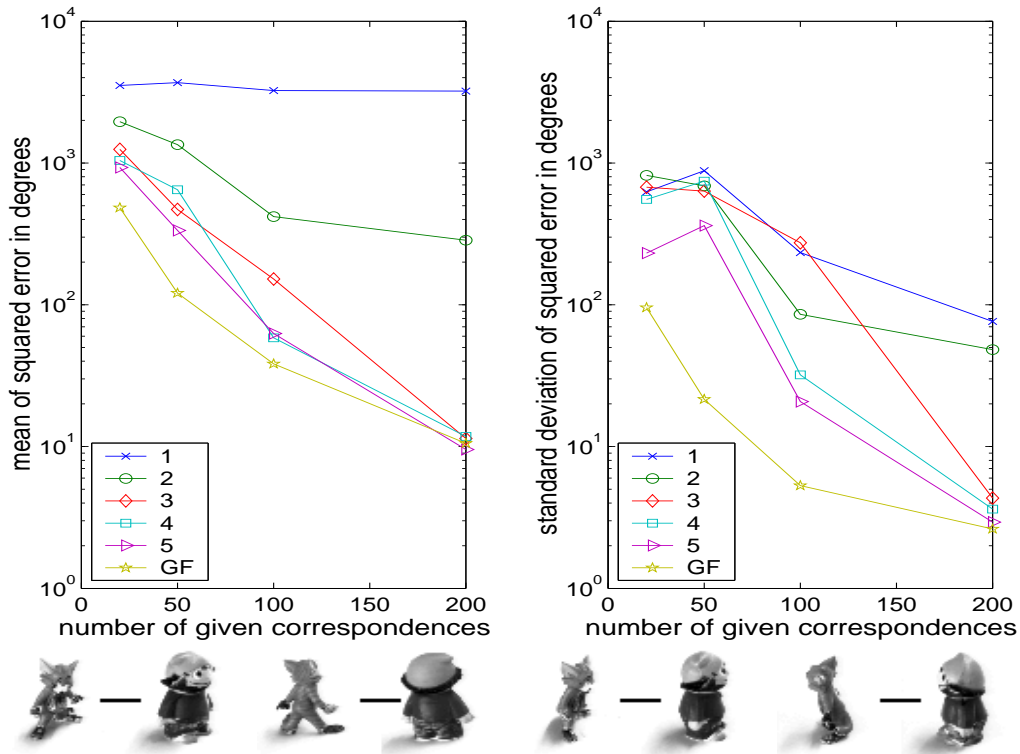 10^4
10^3
10^2
10^1
10^0
mean of squared error in degrees
1
2
3
4
5
GF
0 50 100 150 200
number of given correspondences
10^4
10^3
10^2
10^1
10^0
standard deviation of squared error in degrees
1
2
3
4
5
GF
0 50 100 150 200
number of given correspondences